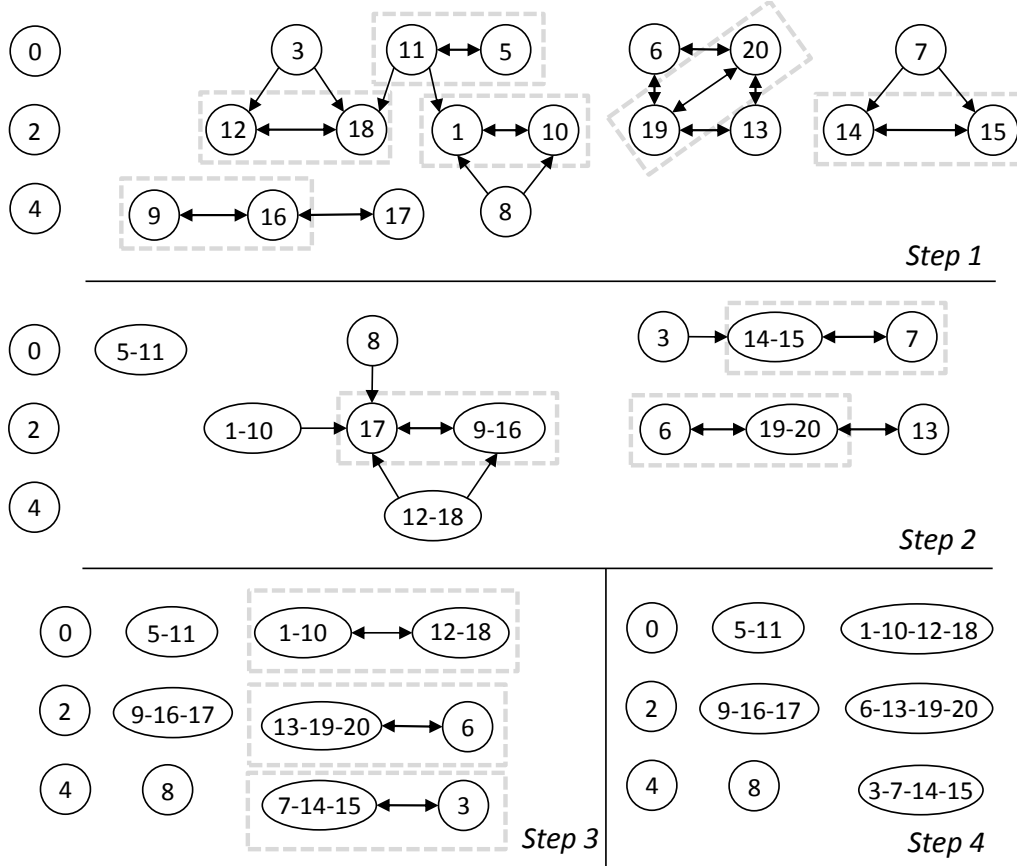 0 3 11 5 6 20 7
2 12 18 1 10 19 13 14 15
4 9 16 17 8
Step 1
0 5-11 8 3 14-15 7
2 1-10 17 9-16 6 19-20 13
4 12-18
Step 2
0 5-11 1-10 12-18
2 9-16-17 13-19-20 6
4 8 7-14-15 3
Step 3
0 5-11 1-10-12-18
2 9-16-17 6-13-19-20
4 8 3-7-14-15
Step 4